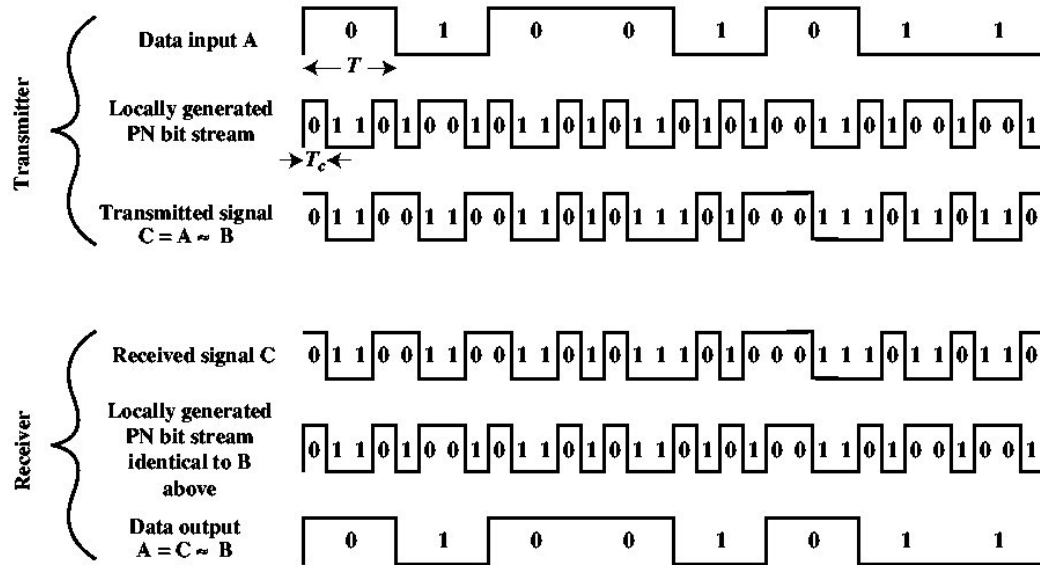 Transmitter
Data input A
0 1 0 0 1 0 1 1
T
Locally generated
PN bit stream
0 1 1 0 1 0 0 1 0 1 1 0 1 0 1 1 0 1 0 1 0 0 1 1 0 1 0 0 1 0 0 1
Tc
Transmitted signal
C = A ≈ B
0 1 1 0 0 1 1 0 0 1 1 0 1 0 1 1 1 0 1 0 0 0 1 1 1 0 1 1 0 1 1 0
Receiver
Received signal C
0 1 1 0 0 1 1 0 0 1 1 0 1 0 1 1 1 0 1 0 0 0 1 1 1 0 1 1 0 1 1 0
Locally generated
PN bit stream
identical to B
above
0 1 1 0 1 0 0 1 0 1 1 0 1 0 1 1 0 1 0 1 0 0 1 1 0 1 0 0 1 0 0 1
Data output
A = C ≈ B
0 1 0 0 1 0 1 1